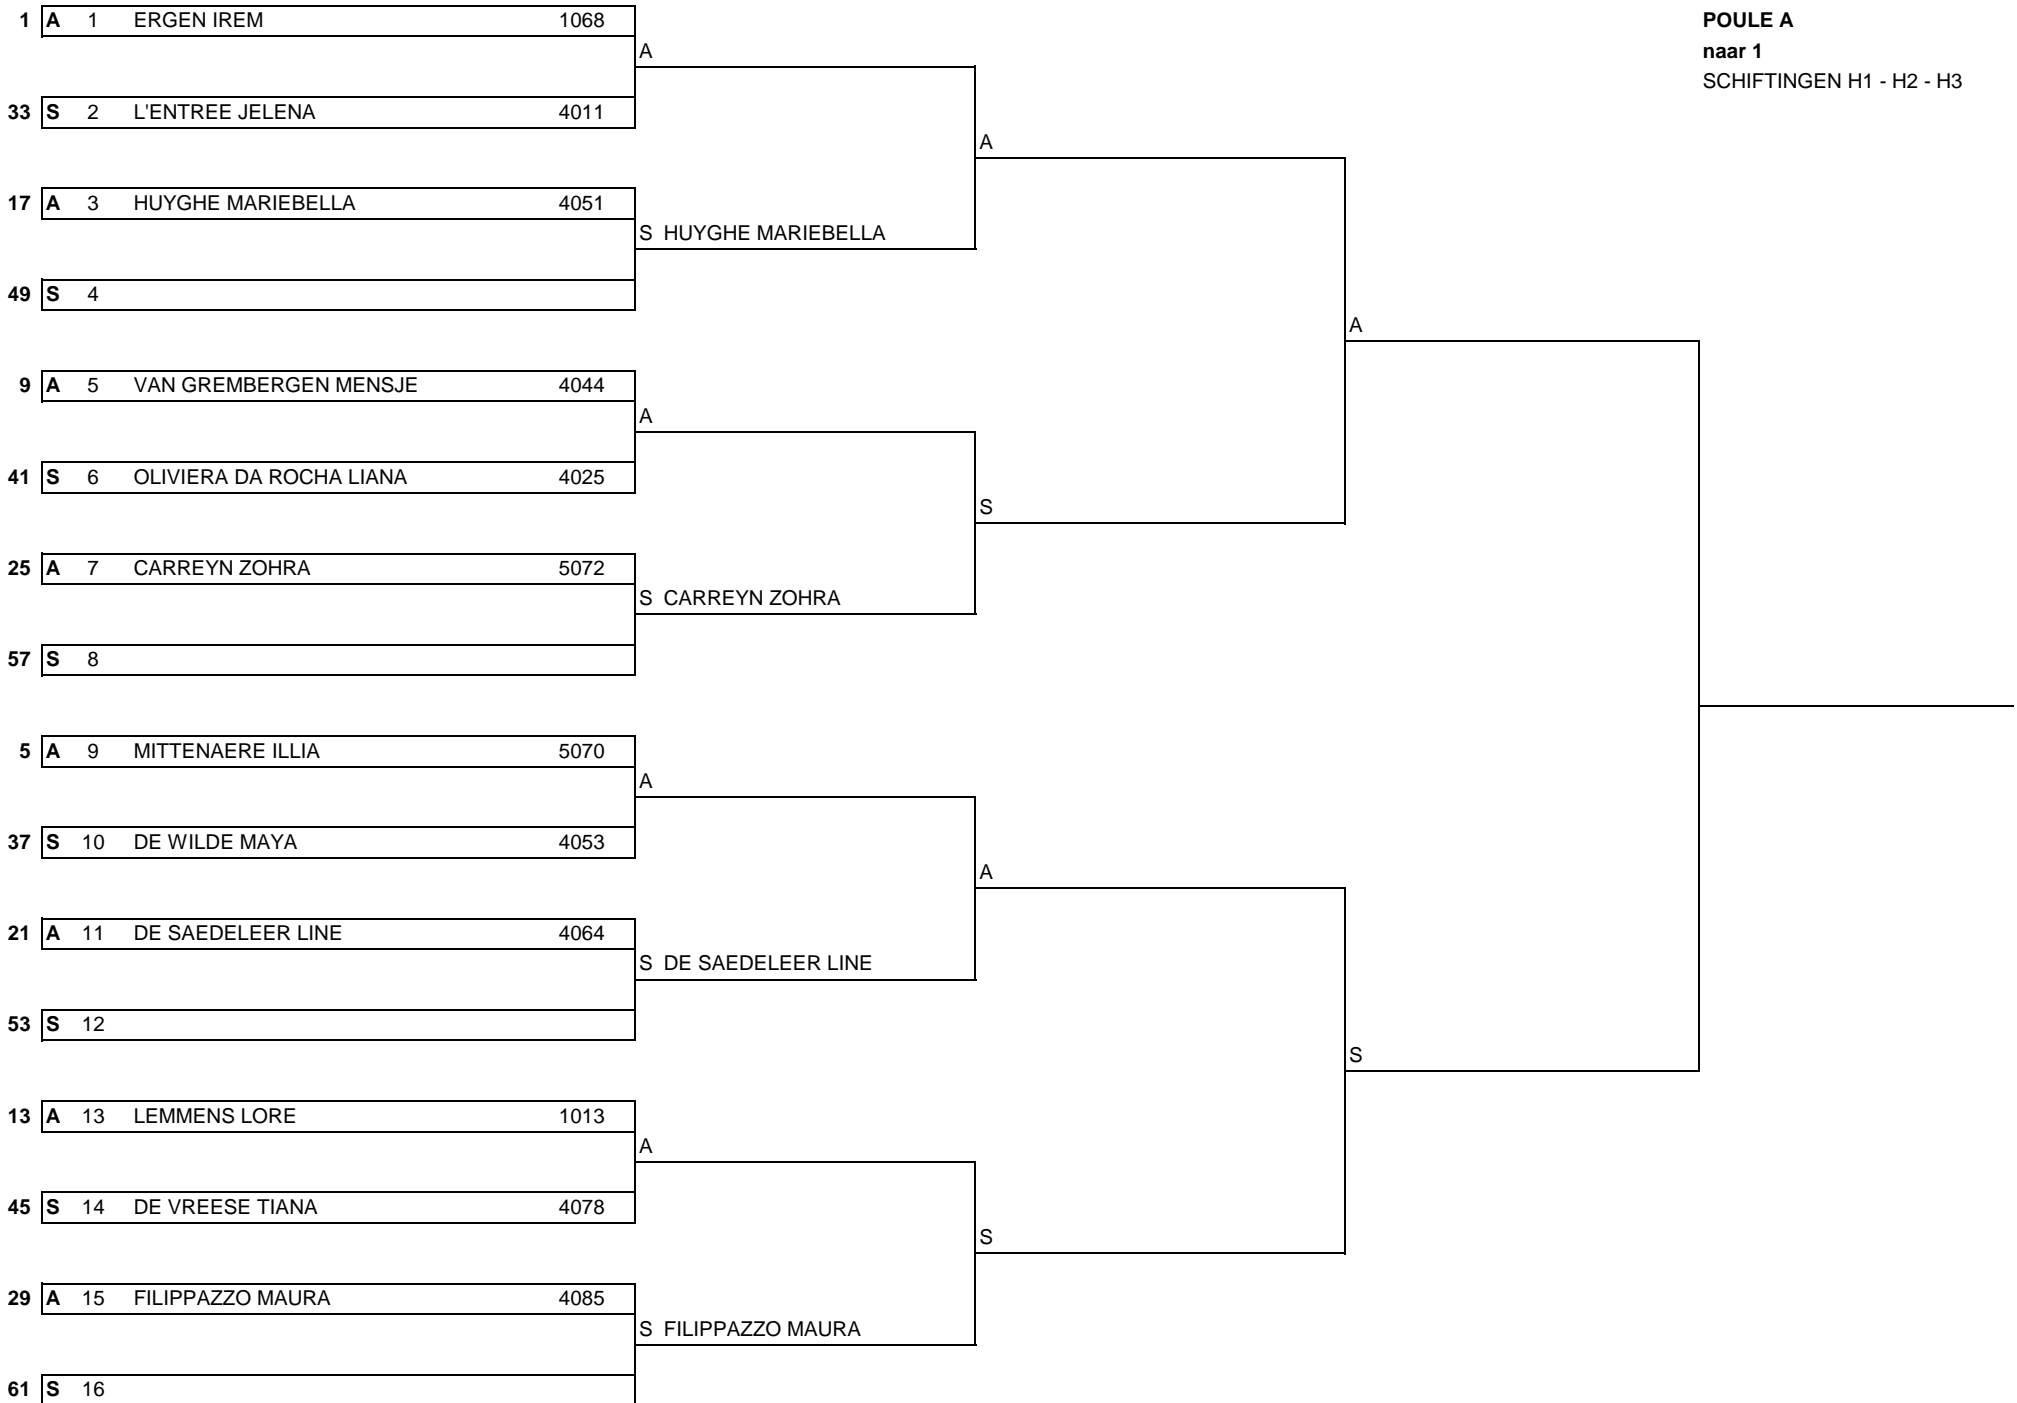 1 A 1 ERGEN IREM 1068
POULE A
A
naar 1
SCHIFTINGEN H1 - H2 - H3
33 S 2 L'ENTREE JELENA 4011
A
17 A 3 HUYGHE MARIEBELLA 4051
S HUYGHE MARIEBELLA
49 S 4
A
9 A 5 VAN GREMBERGEN MENSJE 4044
A
41 S 6 OLIVIERA DA ROCHA LIANA 4025
S
25 A 7 CARREYN ZOHRA 5072
S CARREYN ZOHRA
57 S 8
5 A 9 MITTENAERE ILLIA 5070
A
37 S 10 DE WILDE MAYA 4053
A
21 A 11 DE SAEDELEER LINE 4064
S DE SAEDELEER LINE
53 S 12
S
13 A 13 LEMMENS LORE 1013
A
45 S 14 DE VREESE TIANA 4078
S
29 A 15 FILIPPAZZO MAURA 4085
S FILIPPAZZO MAURA
61 S 16